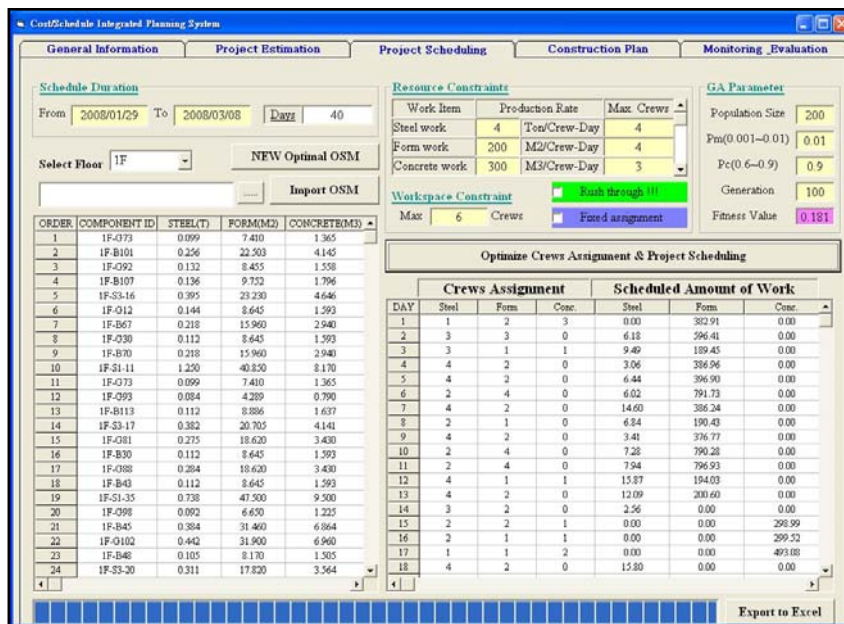 Cost/Schedule Integrated Planning System
General Information Project Estimation Project Scheduling Construction Plan Monitoring _Evaluation
Schedule Duration
From 2008/01/29 To 2008/03/08 Days 40
Select Floor 1F NEW Optimal OSM
..... Import OSM
ORDER COMPONENT ID STEEL(T) FORM(M2) CONCRETE(M3)
1 1F-G73 0.099 7.410 1.365
2 1F-B101 0.256 22.503 4.145
3 1F-G92 0.132 8.455 1.558
4 1F-B107 0.136 9.752 1.796
5 1F-S3-16 0.395 23.230 4.646
6 1F-G12 0.144 8.645 1.593
7 1F-B67 0.218 15.960 2.940
8 1F-G30 0.112 8.645 1.593
9 1F-B70 0.218 15.960 2.940
10 1F-S1-11 1.250 40.850 8.170
11 1F-G73 0.099 7.410 1.365
12 1F-G93 0.084 4.289 0.790
13 1F-B113 0.112 8.886 1.637
14 1F-S3-17 0.382 20.705 4.141
15 1F-G81 0.275 18.620 3.430
16 1F-B30 0.112 8.645 1.593
17 1F-G88 0.284 18.620 3.430
18 1F-B43 0.112 8.645 1.593
19 1F-S1-35 0.738 47.500 9.500
20 1F-G98 0.092 6.650 1.225
21 1F-B45 0.384 31.460 6.864
22 1F-G102 0.442 31.900 6.960
23 1F-B48 0.105 8.170 1.505
24 1F-S3-20 0.311 17.820 3.564
Resource Constraints
Work Item Production Rate Max. Crews
Steel work 4 Ton/Crew-Day 4
Form work 200 M2/Crew-Day 4
Concrete work 300 M3/Crew-Day 3
Workspace Constraint
Max 6 Crews
Rush through !!!
Fixed assignment
GA Parameter
Population Size 200
Pm(0.001~0.01) 0.01
Pc(0.6~0.9) 0.9
Generation 100
Fitness Value 0.181
Optimize Crews Assignment & Project Scheduling
Crews Assignment Scheduled Amount of Work
DAY Steel Form Conc. Steel Form Conc.
1 1 2 3 0.00 382.91 0.00
2 3 3 0 6.18 596.41 0.00
3 3 1 1 9.49 189.45 0.00
4 4 2 0 3.06 386.96 0.00
5 4 2 0 6.44 396.90 0.00
6 2 4 0 6.02 791.73 0.00
7 4 2 0 14.60 386.24 0.00
8 2 1 0 6.84 190.43 0.00
9 4 2 0 3.41 376.77 0.00
10 2 4 0 7.28 790.28 0.00
11 2 4 0 7.94 796.93 0.00
12 4 1 1 15.87 194.03 0.00
13 4 2 0 12.09 200.60 0.00
14 3 2 0 2.56 0.00 0.00
15 2 2 1 0.00 0.00 298.99
16 2 1 1 0.00 0.00 299.52
17 1 1 2 0.00 0.00 493.08
18 4 2 0 15.80 0.00 0.00
Export to Excel